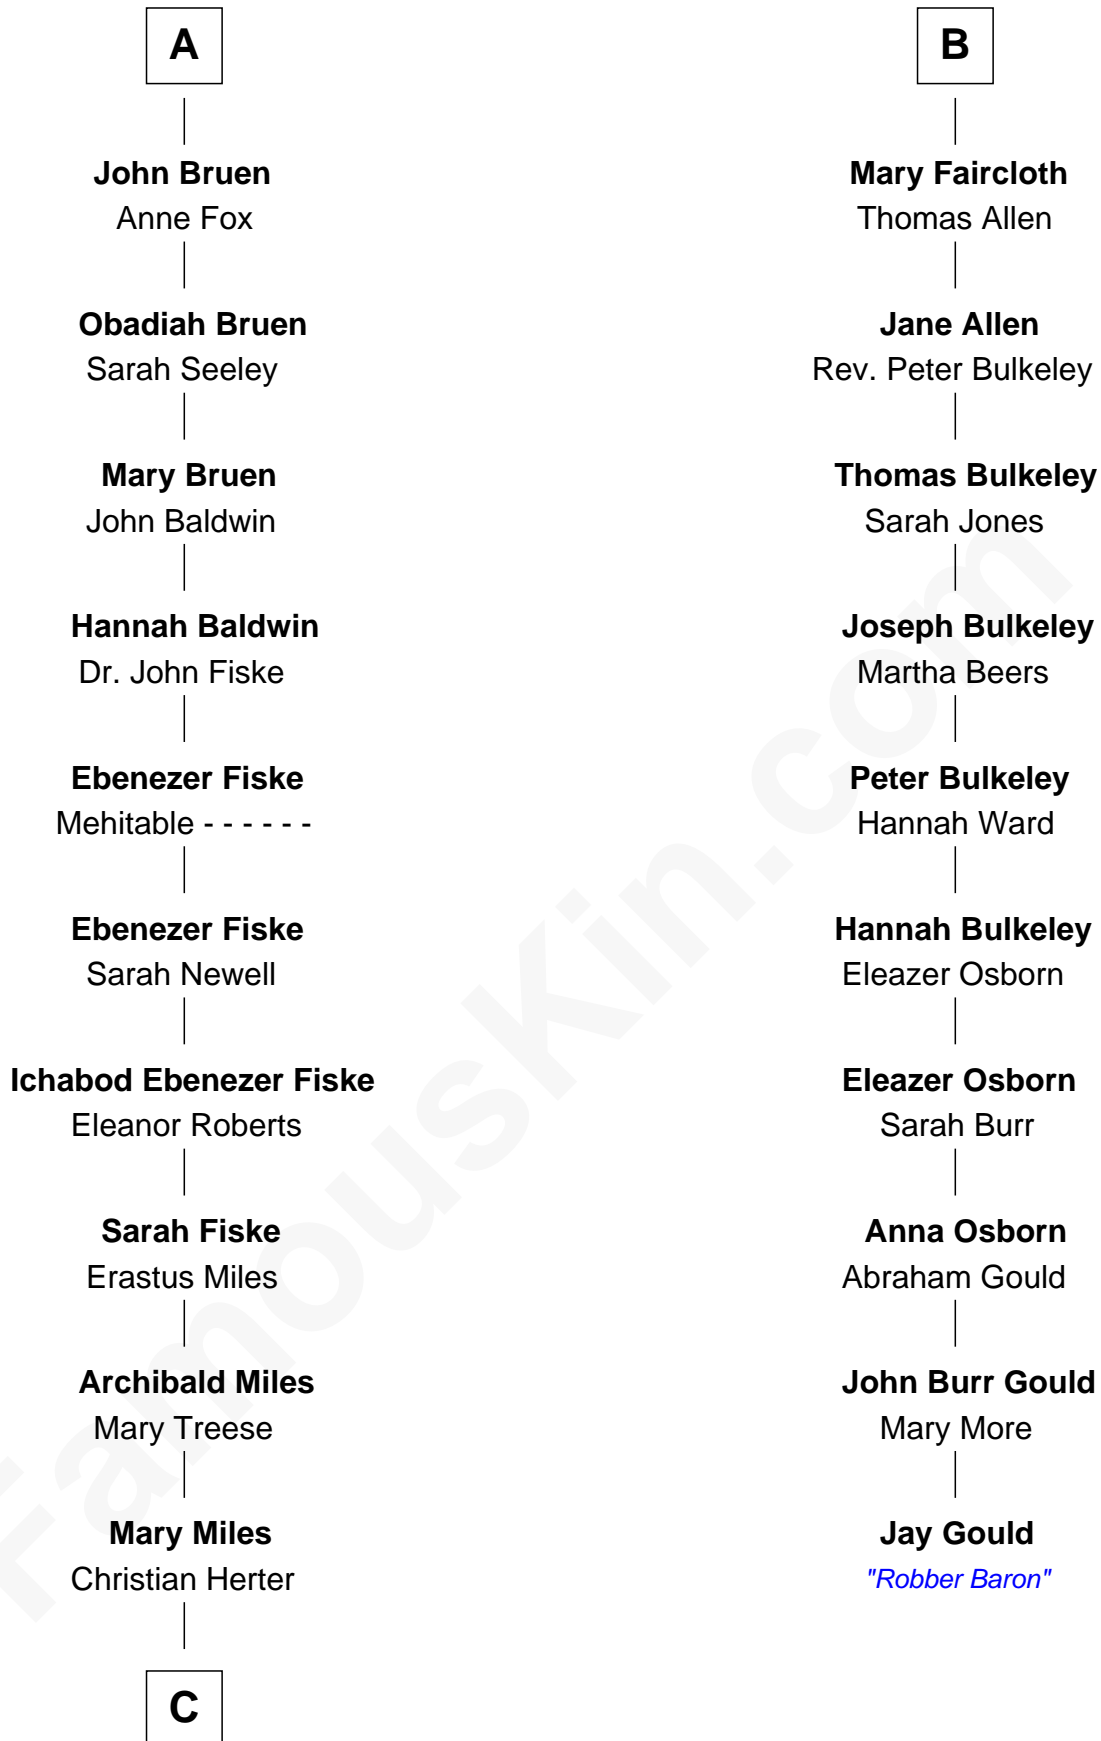 A
John Bruen
Anne Fox
Obadiah Bruen
Sarah Seeley
Mary Bruen
John Baldwin
Hannah Baldwin
Dr. John Fiske
Ebenezer Fiske
Mehitable - - - - - -
Ebenezer Fiske
Sarah Newell
Ichabod Ebenezer Fiske
Eleanor Roberts
Sarah Fiske
Erastus Miles
Archibald Miles
Mary Treese
Mary Miles
Christian Herter
C
B
Mary Faircloth
Thomas Allen
Jane Allen
Rev. Peter Bulkeley
Thomas Bulkeley
Sarah Jones
Joseph Bulkeley
Martha Beers
Peter Bulkeley
Hannah Ward
Hannah Bulkeley
Eleazer Osborn
Eleazer Osborn
Sarah Burr
Anna Osborn
Abraham Gould
John Burr Gould
Mary More
Jay Gould
"Robber Baron"
FamousKin.com